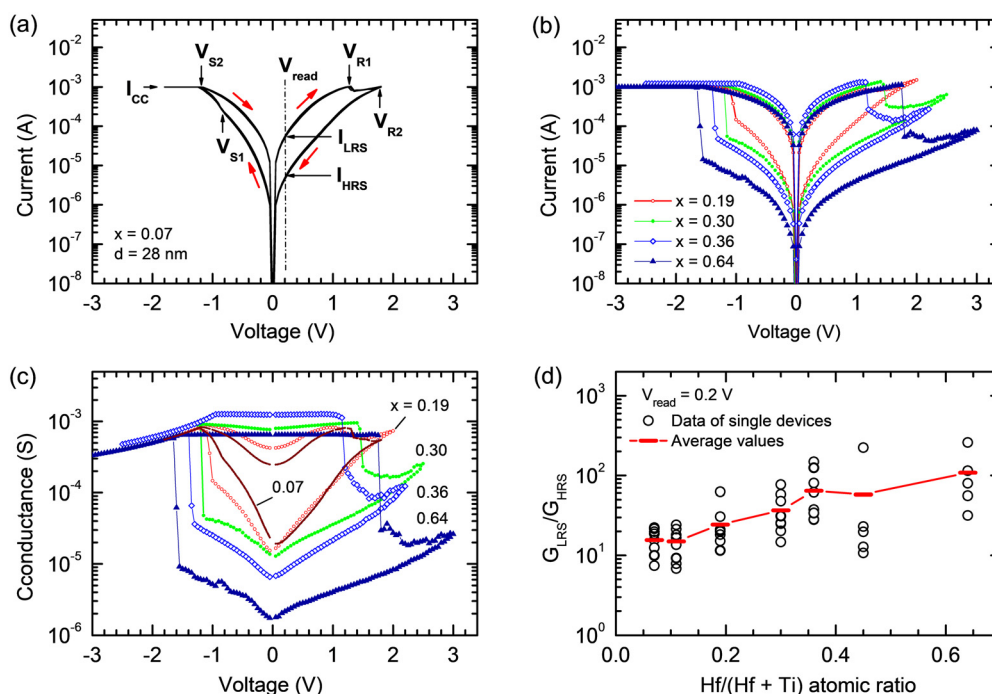 (a)
10⁻²
10⁻³
10⁻⁴
10⁻⁵
10⁻⁶
10⁻⁷
10⁻⁸
Current (A)
V_S2
V_read
V_R1
I_CC
V_S1
V_R2
I_LRS
I_HRS
x = 0.07
d = 28 nm
-3 -2 -1 0 1 2 3
Voltage (V)
(b)
10⁻²
10⁻³
10⁻⁴
10⁻⁵
10⁻⁶
10⁻⁷
10⁻⁸
Current (A)
x = 0.19
x = 0.30
x = 0.36
x = 0.64
-3 -2 -1 0 1 2 3
Voltage (V)
(c)
10⁻²
10⁻³
10⁻⁴
10⁻⁵
10⁻⁶
Cconductance (S)
x = 0.19
0.30
0.07
0.36
0.64
-3 -2 -1 0 1 2 3
Voltage (V)
(d)
10³
10²
10¹
10⁰
G_LRS/G_HRS
V_read = 0.2 V
Data of single devices
Average values
0.0 0.2 0.4 0.6
Hf/(Hf + Ti) atomic ratio